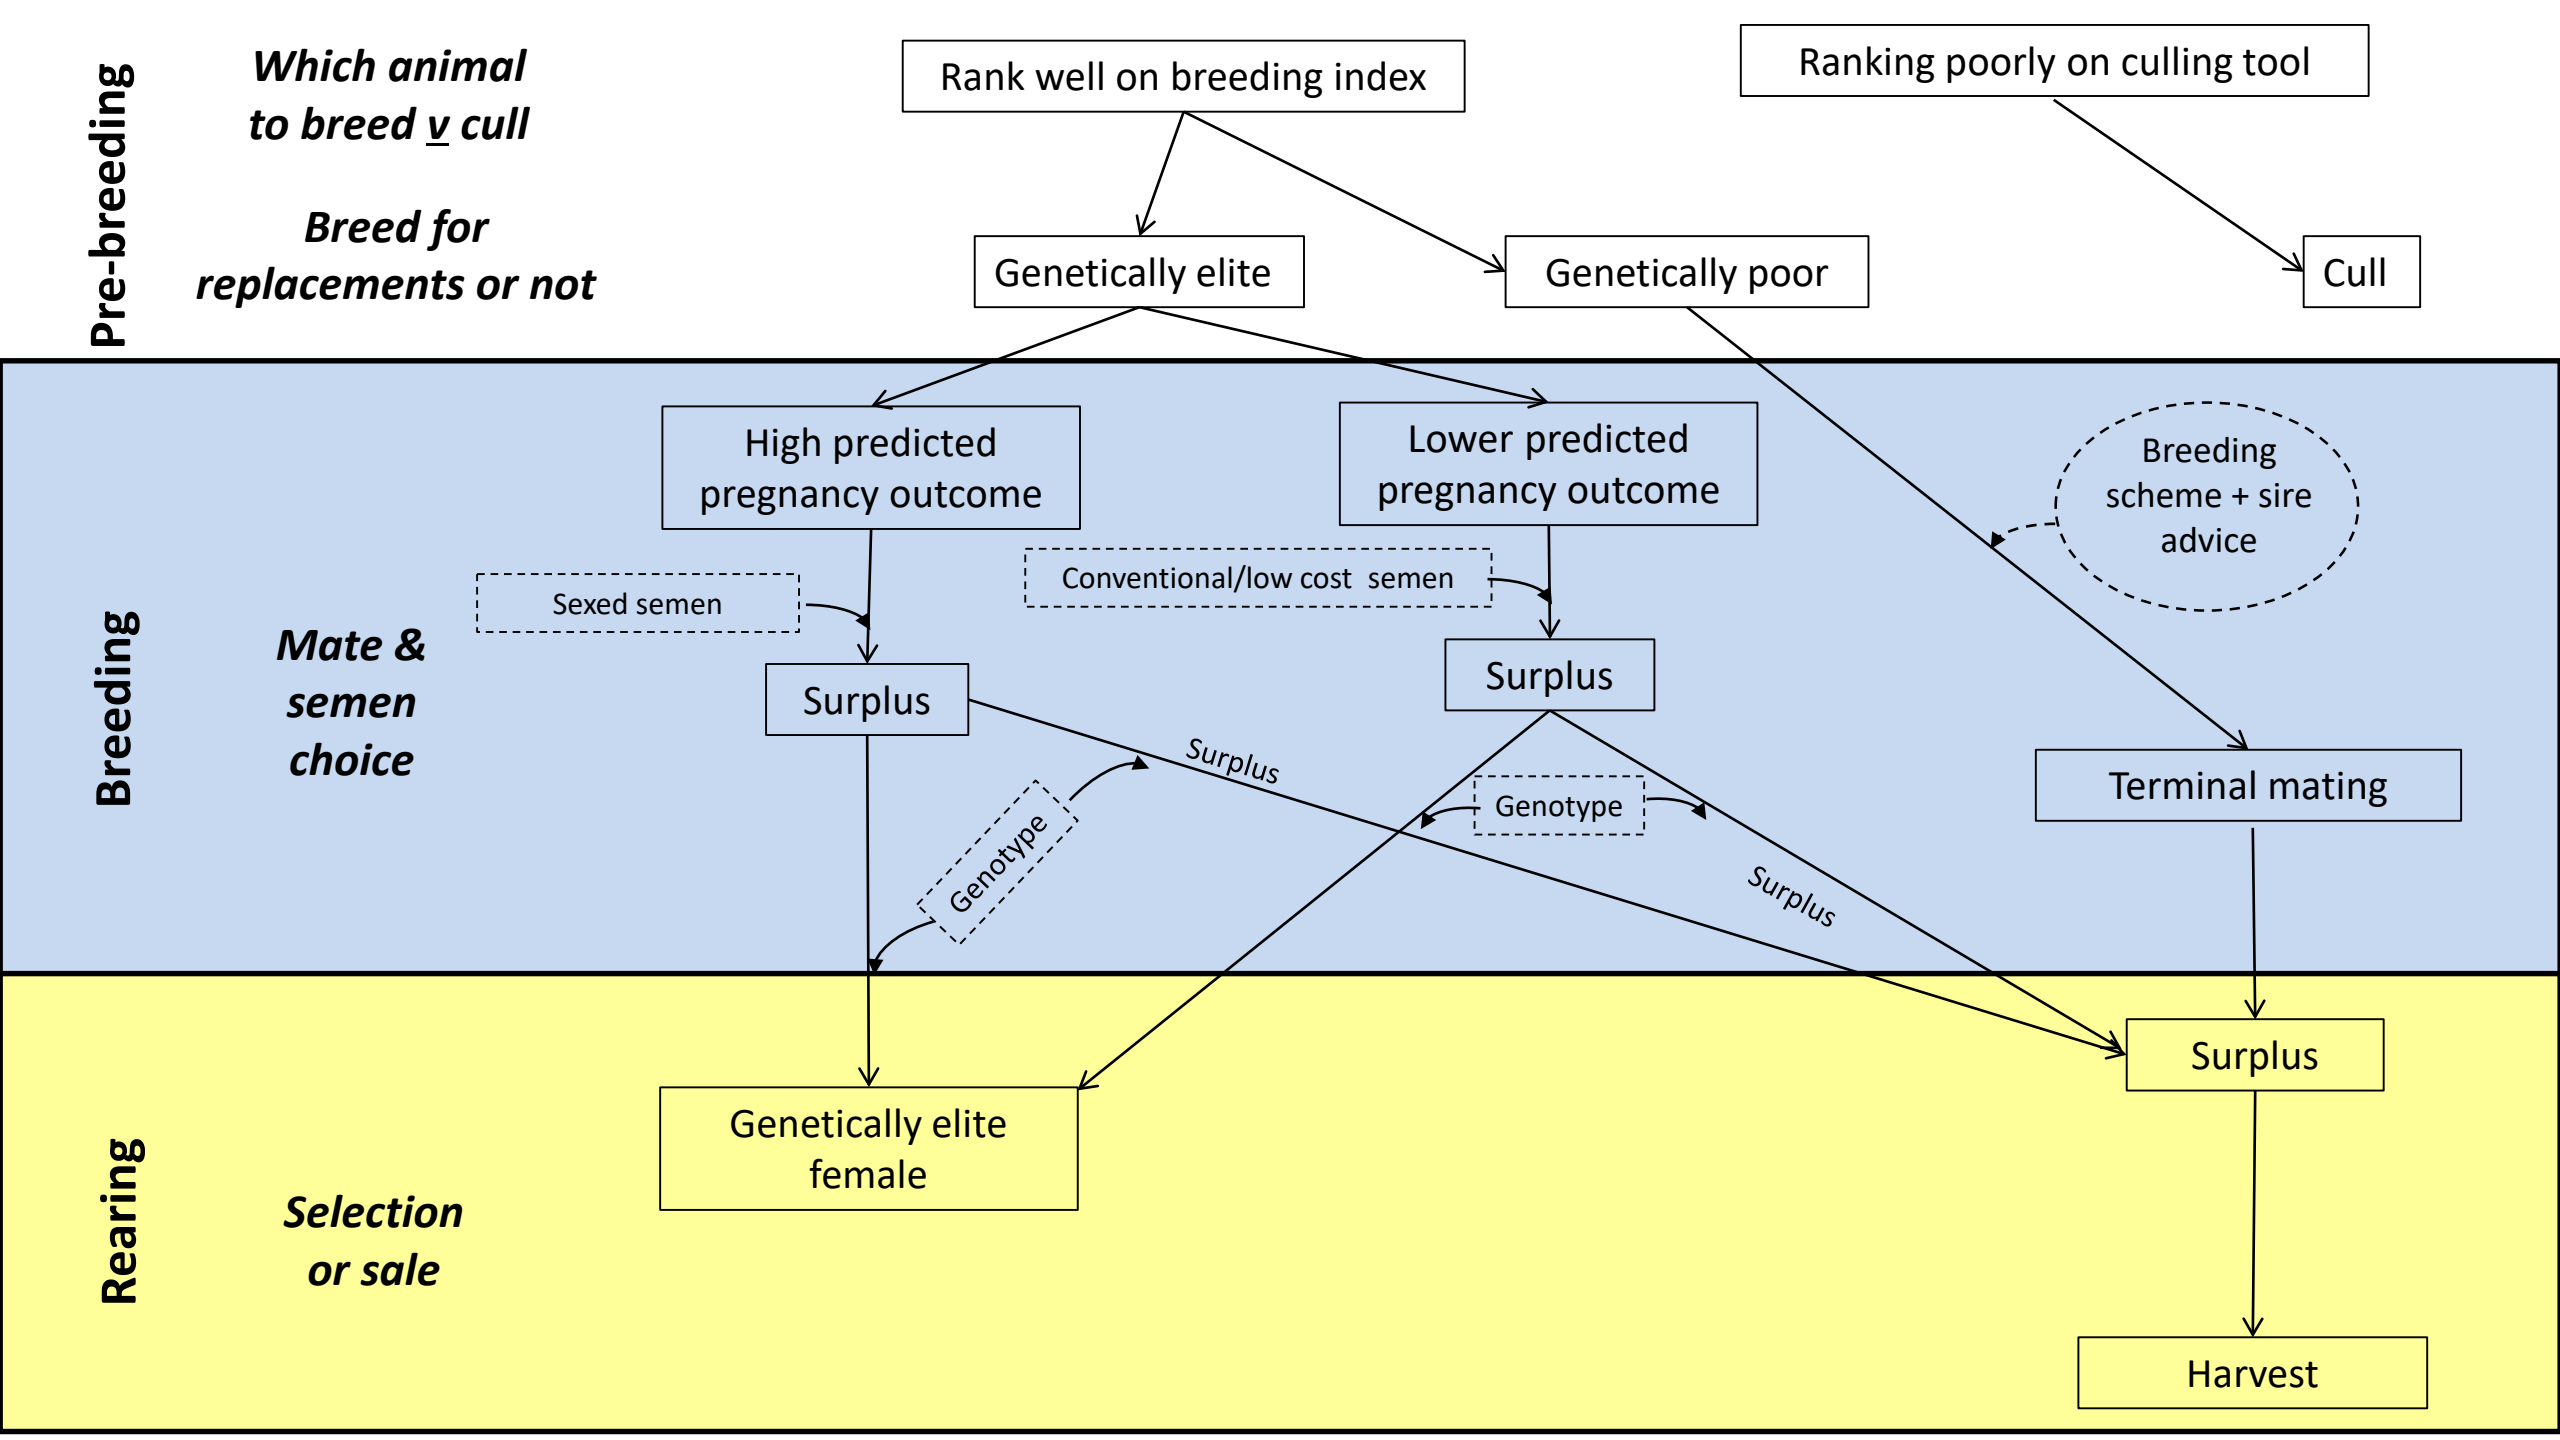 Pre-breeding
Which animal
to breed v cull
Breed for
replacements or not
Rank well on breeding index
Ranking poorly on culling tool
Genetically elite
Genetically poor
Cull
Breeding
Mate &
semen
choice
High predicted
pregnancy outcome
Lower predicted
pregnancy outcome
Breeding
scheme + sire
advice
Sexed semen
Conventional/low cost  semen
Surplus
Surplus
Surplus
Genotype
Genotype
Surplus
Terminal mating
Rearing
Selection
or sale
Genetically elite
female
Surplus
Harvest